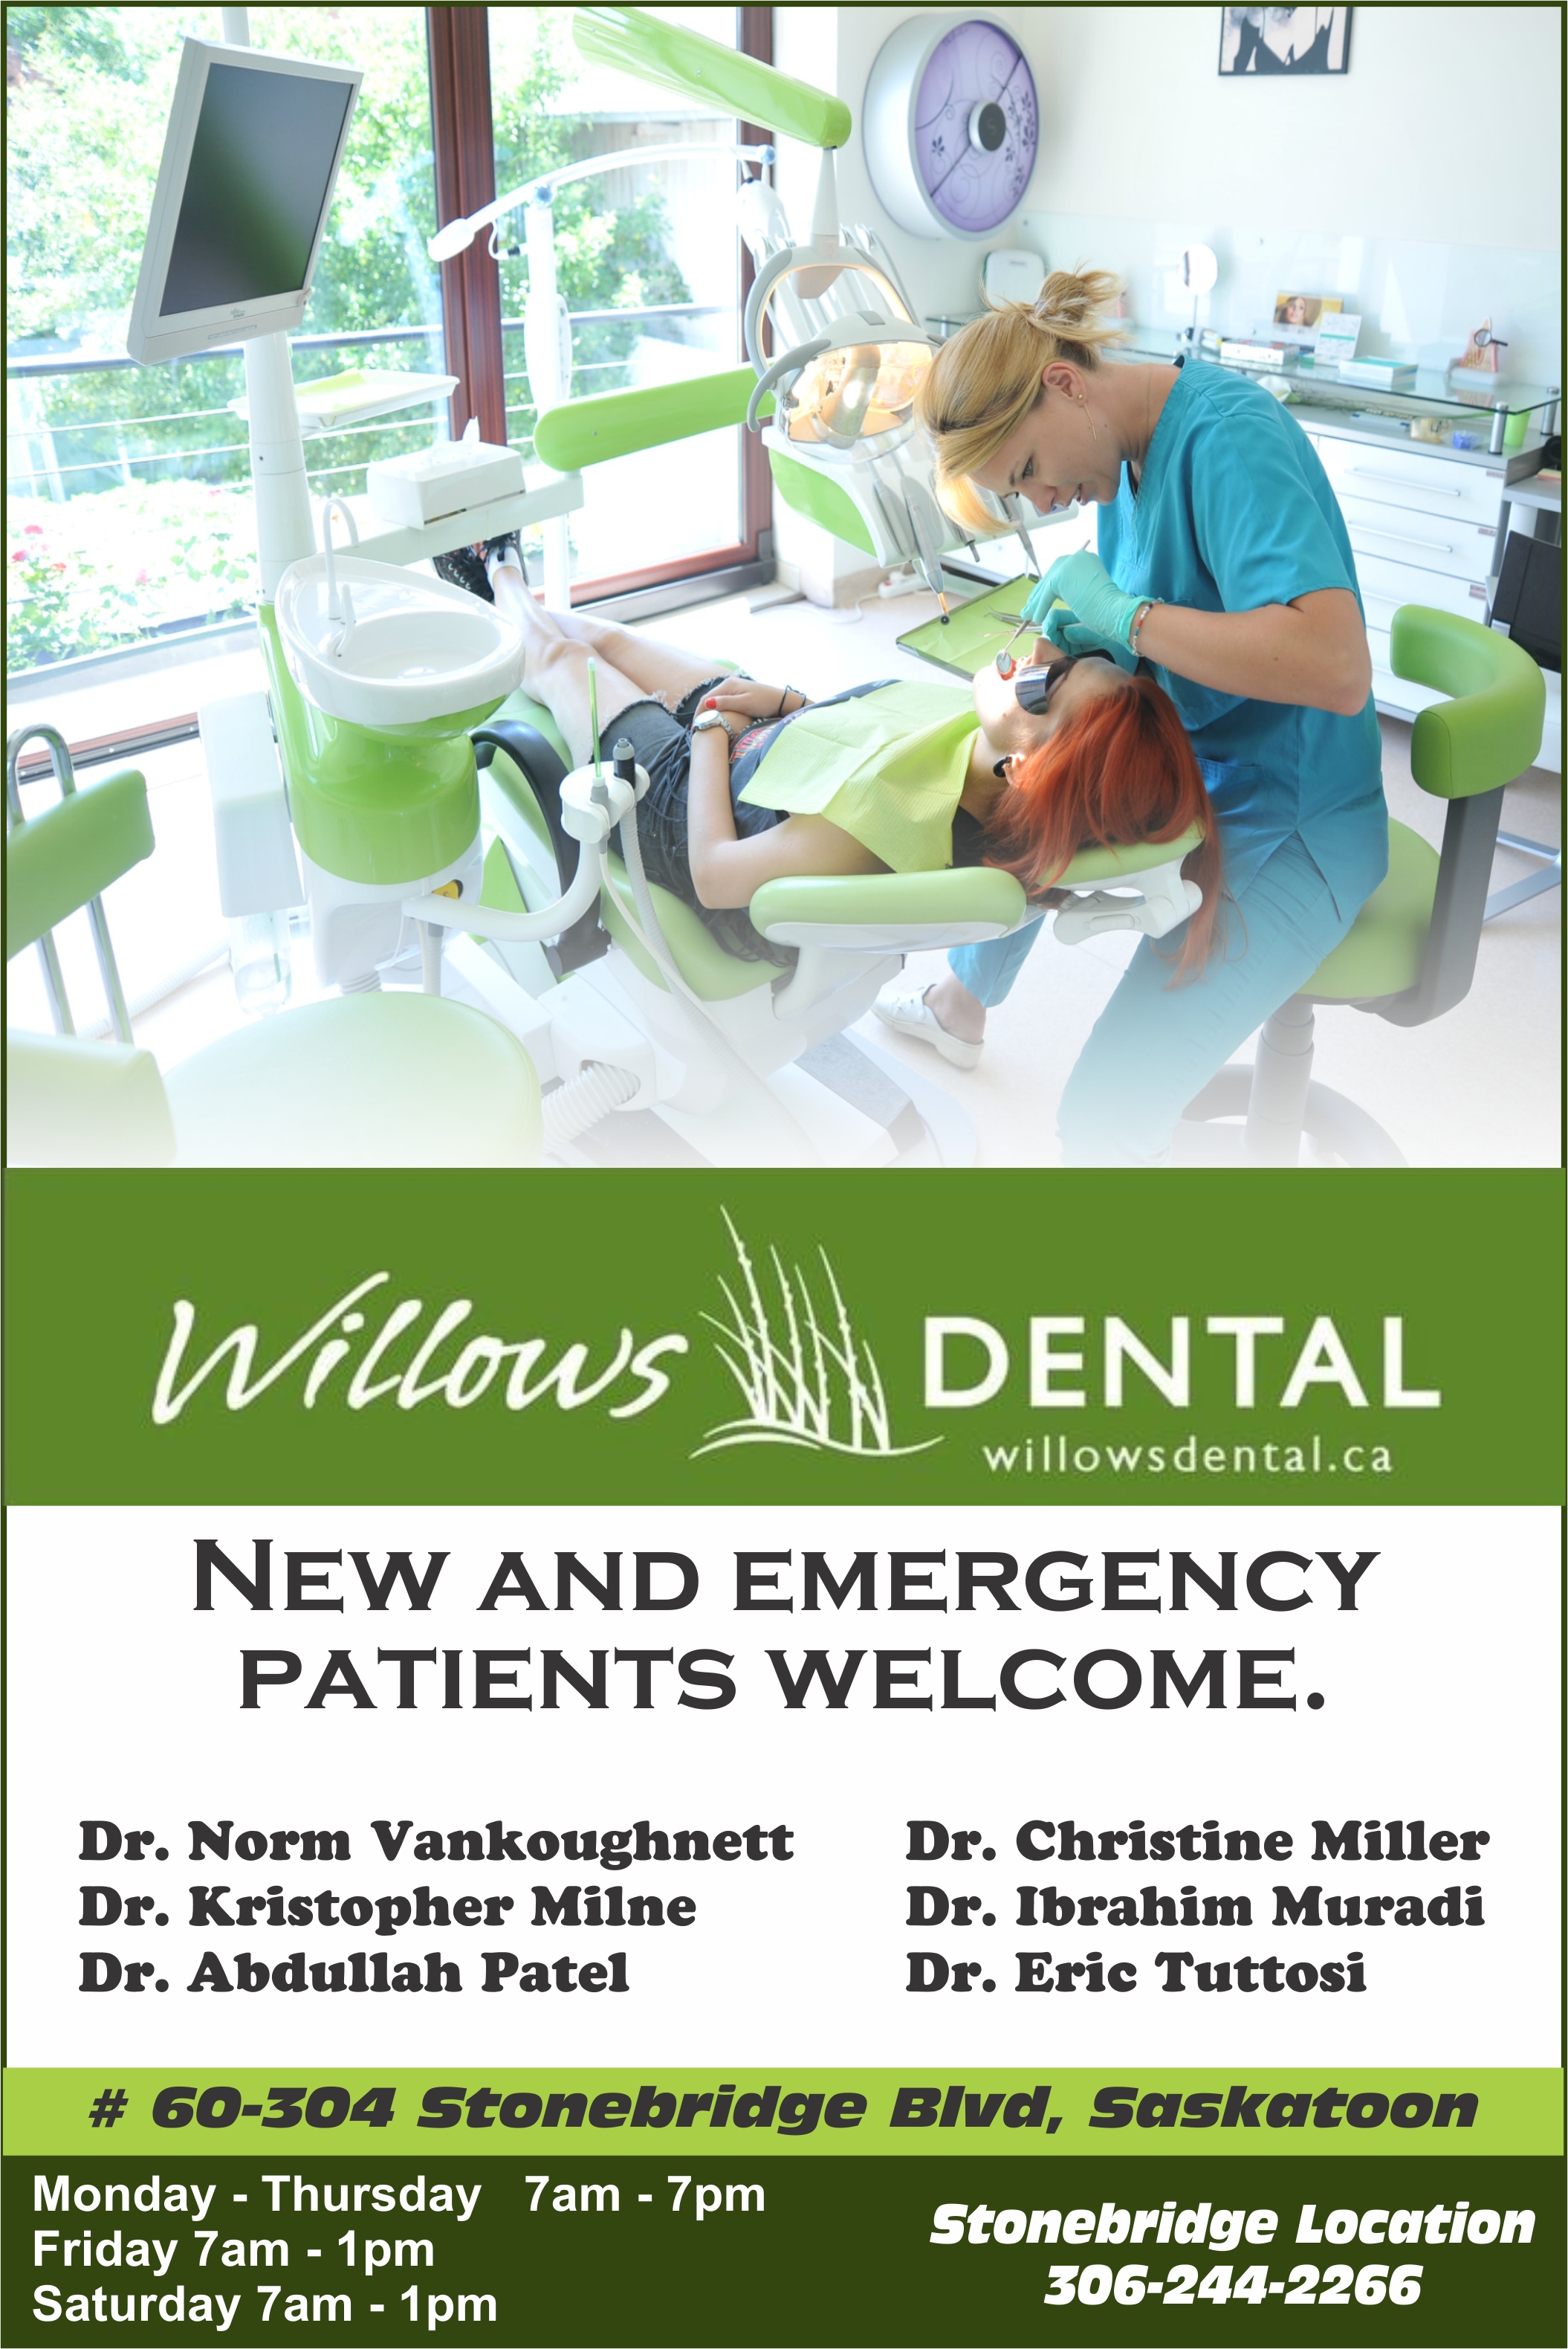 Willows DENTAL
willowsdental.ca
NEW AND EMERGENCY
PATIENTS WELCOME.
Dr. Norm Vankoughnett
Dr. Kristopher Milne
Dr. Abdullah Patel
Dr. Christine Miller
Dr. Ibrahim Muradi
Dr. Eric Tuttosi
# 60-304 Stonebridge Blvd, Saskatoon
Monday - Thursday 7am - 7pm
Friday 7am - 1pm
Saturday 7am - 1pm
Stonebridge Location
306-244-2266